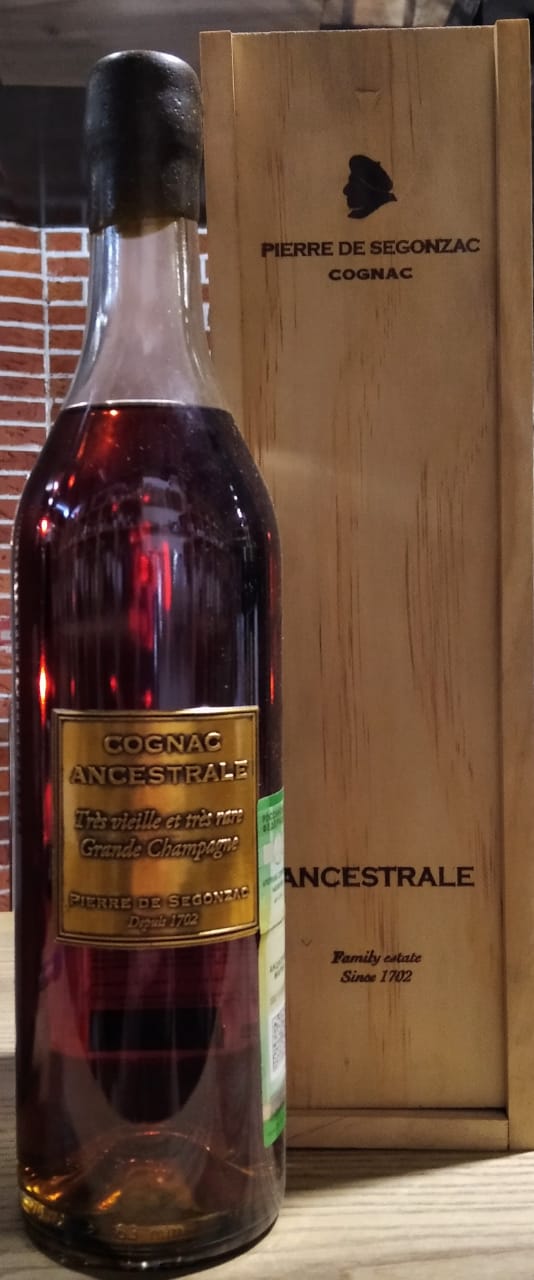 PIERRE DE SEGONZAC
COGNAC
COGNAC
ANCESTRALE
Très vieille et très rare
Grande Champagne
PIERRE DE SEGONZAC
Depuis 1702
ANCESTRALE
Family estate
Since 1702